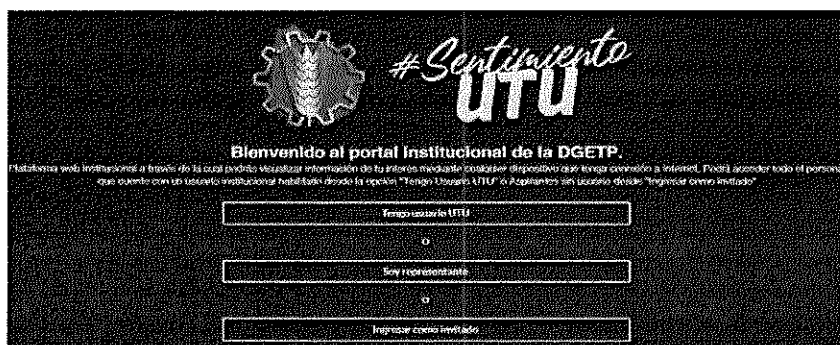 #Sentimiento
UTU
Bienvenido al portal institucional de la DGETP.
Plataforma web institucional a través de la cual podrás visualizar información de tu interés mediante cualquier dispositivo que tenga conexión a internet. Podrá acceder todo el personal
que cuente con un usuario institucional habilitado desde la opción "Tengo Usuario UTU" o Aspirantes sin usuario desde "Ingresar como invitado"
Tengo usuario UTU
o
Soy representante
o
Ingresar como invitado